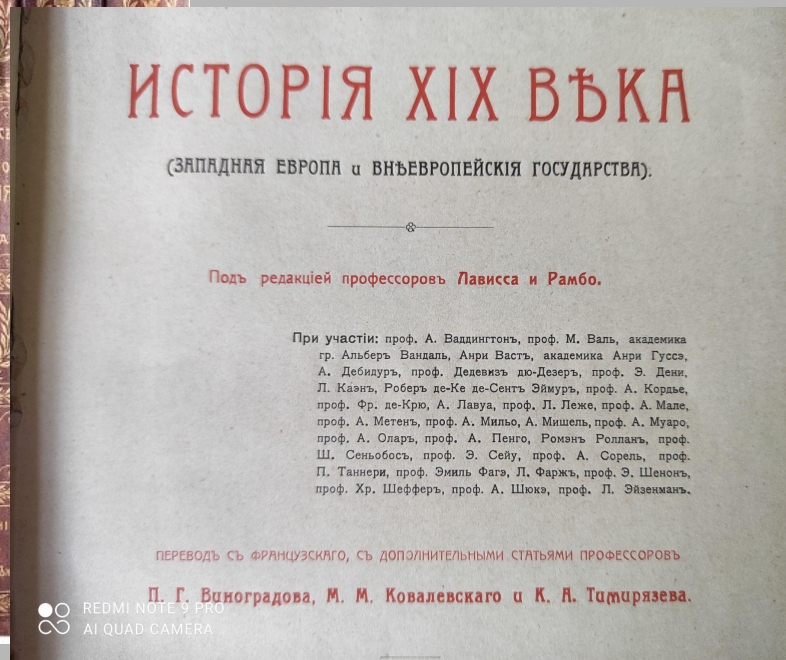 ИСТОРІЯ XIX ВѢКА
(ЗАПАДНАЯ ЕВРОПА и ВНѢЕВРОПЕЙСКІЯ ГОСУДАРСТВА).
Подъ редакціей профессоровъ Лависса и Рамбо.
При участіи: проф. А. Ваддингтонъ, проф. М. Валь, академика
гр. Альберъ Вандаль, Анри Вастъ, академика Анри Гуссэ,
А. Дебидуръ, проф. Дедевизъ дю-Дезеръ, проф. Э. Дени,
Л. Каэнъ, Роберъ де-Ке де-Сентъ Эймуръ, проф. А. Кордье,
проф. Фр. де-Крю, А. Лавуа, проф. Л. Леже, проф. А. Мале,
проф. А. Метенъ, проф. А. Мильо, А. Мишель, проф. А. Муаро,
проф. А. Оларъ, проф. А. Пенго, Ромэнъ Ролланъ, проф.
Ш. Сеньобосъ, проф. Э. Сейу, проф. А. Сорель, проф.
П. Таннери, проф. Эмиль Фагэ, Л. Фаржъ, проф. Э. Шенонъ,
проф. Хр. Шефферъ, проф. А. Шюкэ, проф. Л. Эйзенманъ.
ПЕРЕВОДЪ СЪ ФРАНЦУЗСКАГО, СЪ ДОПОЛНИТЕЛЬНЫМИ СТАТЬЯМИ ПРОФЕССОРОВЪ
П. Г. Виноградова, М. М. Ковалевскаго и К. А. Тимирязева.
REDMI NOTE 9 PRO
AI QUAD CAMERA